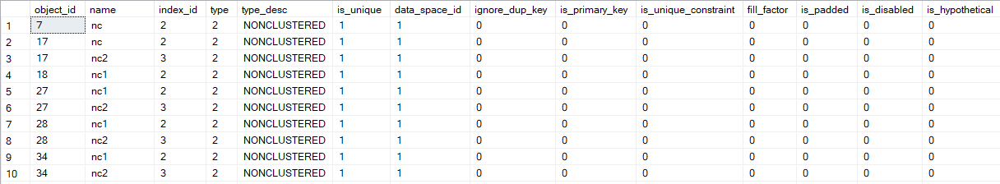 object_id name index_id type type_desc is_unique data_space_id ignore_dup_key is_primary_key is_unique_constraint fill_factor is_padded is_disabled is_hypothetical
1 7 nc 2 2 NONCLUSTERED 1 1 0 0 0 0 0 0 0
2 17 nc 2 2 NONCLUSTERED 1 1 0 0 0 0 0 0 0
3 17 nc2 3 2 NONCLUSTERED 1 1 0 0 0 0 0 0 0
4 18 nc1 2 2 NONCLUSTERED 1 1 0 0 0 0 0 0 0
5 27 nc1 2 2 NONCLUSTERED 1 1 0 0 0 0 0 0 0
6 27 nc2 3 2 NONCLUSTERED 1 1 0 0 0 0 0 0 0
7 28 nc1 2 2 NONCLUSTERED 1 1 0 0 0 0 0 0 0
8 28 nc2 3 2 NONCLUSTERED 1 1 0 0 0 0 0 0 0
9 34 nc1 2 2 NONCLUSTERED 1 1 0 0 0 0 0 0 0
10 34 nc2 3 2 NONCLUSTERED 1 1 0 0 0 0 0 0 0